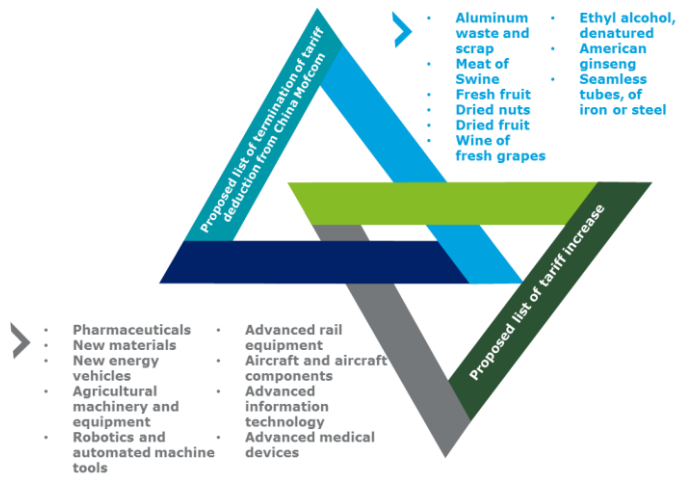 Proposed list of termination of tariff
deduction from China Mofcom
• Aluminum
waste and
scrap
• Meat of
Swine
• Fresh fruit
• Dried nuts
• Dried fruit
• Wine of
fresh grapes
• Ethyl alcohol,
denatured
• American
ginseng
• Seamless
tubes, of
iron or steel
Proposed list of tariff increase
• Pharmaceuticals
• New materials
• New energy
vehicles
• Agricultural
machinery and
equipment
• Robotics and
automated machine
tools
• Advanced rail
equipment
• Aircraft and aircraft
components
• Advanced
information
technology
• Advanced medical
devices